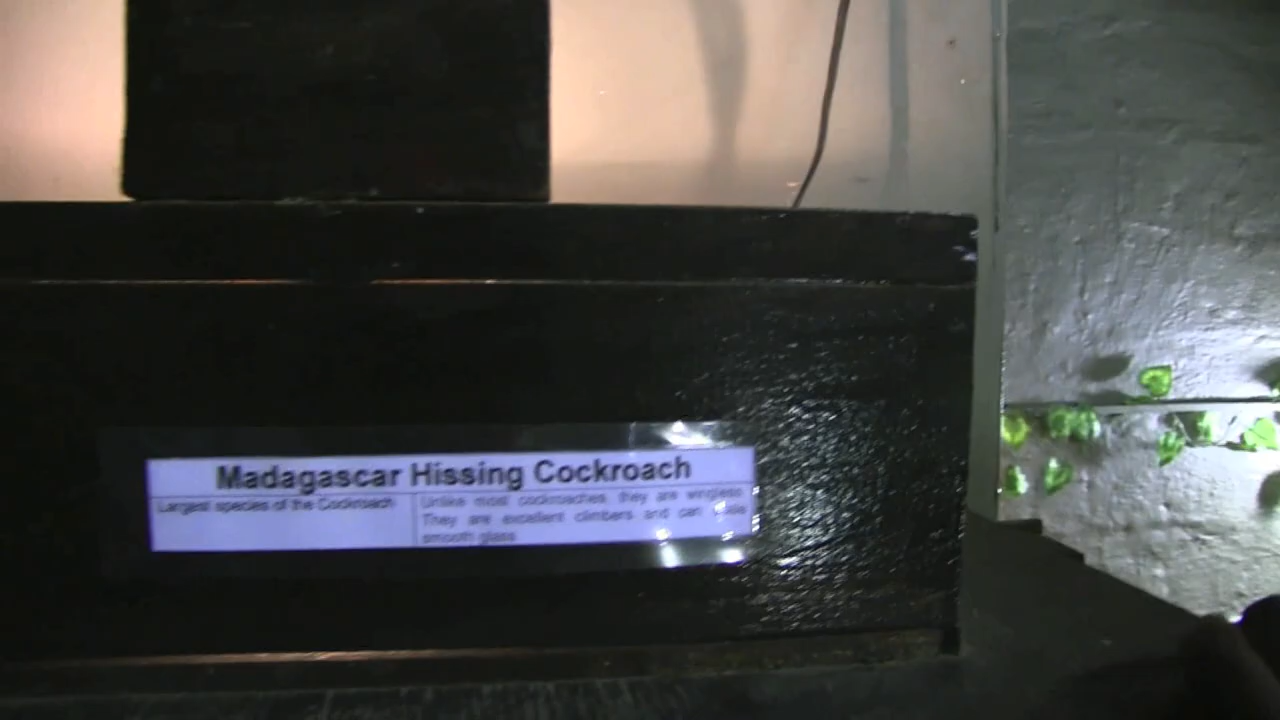 Madagascar Hissing Cockroach
Largest species of the Cockroach
Unlike most cockroaches, they are wingless.
They are excellent climbers and can scale
smooth glass